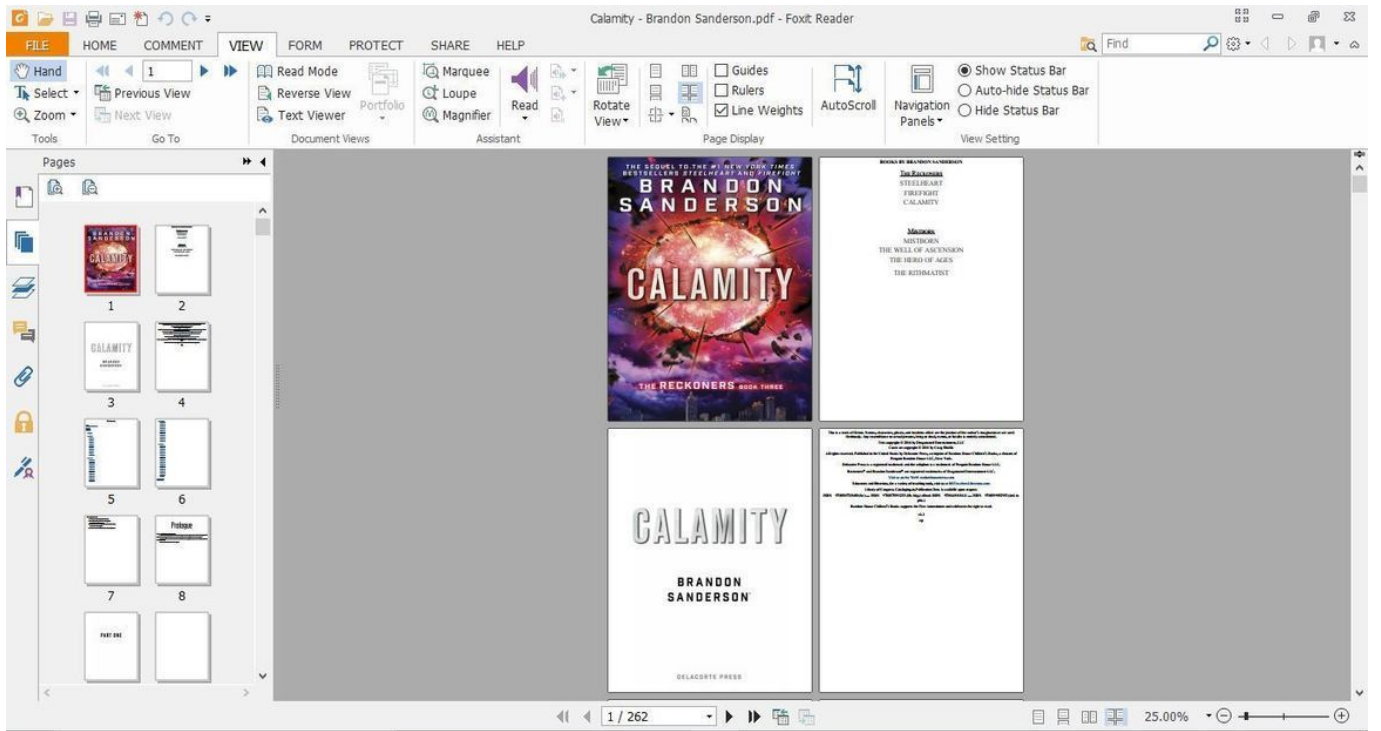 Calamity - Brandon Sanderson.pdf - Foxit Reader
FILE HOME COMMENT VIEW FORM PROTECT SHARE HELP Find
Hand 1 Read Mode Marquee Guides Show Status Bar
Select Previous View Reverse View Loupe Rulers Auto-hide Status Bar
Zoom Next View Text Viewer Portfolio Magnifier Read Rotate View Line Weights AutoScroll Navigation Panels Hide Status Bar
Tools Go To Document Views Assistant Page Display View Setting
Pages
BRANDON
SANDERSON
CALAMITY
1 2
CALAMITY
3 4
5 6
Prologue
7 8
PART ONE
THE SEQUEL TO THE #1 NEW YORK TIMES
BESTSELLERS STEELHEART AND FIREFIGHT
BRANDON
SANDERSON
CALAMITY
THE RECKONERS BOOK THREE
BOOKS BY BRANDON SANDERSON
The Reckoners
STEELHEART
FIREFIGHT
CALAMITY
Mistborn
MISTBORN
THE WELL OF ASCENSION
THE HERO OF AGES
THE RITHMATIST
CALAMITY
BRANDON
SANDERSON
DELACORTE PRESS
1 / 262
25.00%